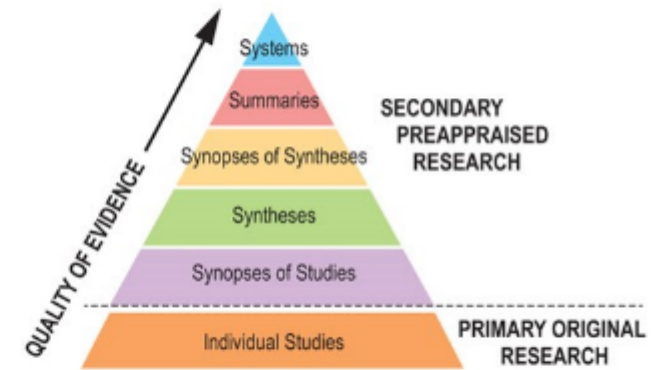 Systems
Summaries
Synopses of Syntheses
Syntheses
Synopses of Studies
Individual Studies
QUALITY OF EVIDENCE
SECONDARY
PREAPPRAISED
RESEARCH
PRIMARY ORIGINAL
RESEARCH